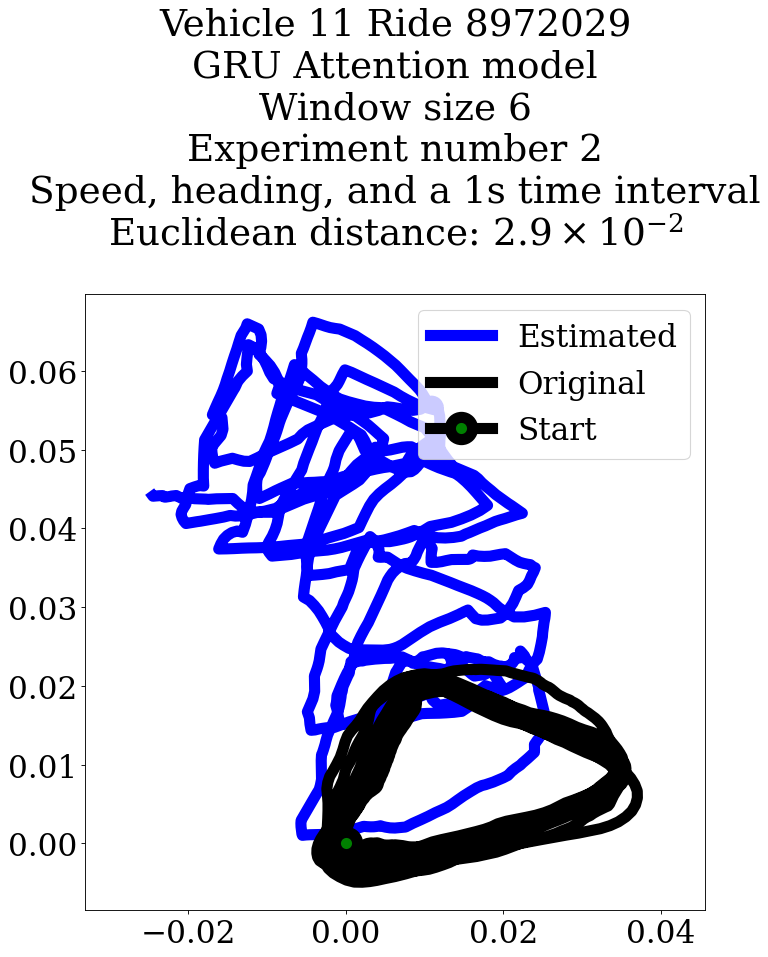 Vehicle 11 Ride 8972029
GRU Attention model
Window size 6
Experiment number 2
Speed, heading, and a 1s time interval
Euclidean distance: 2.9 × 10⁻²
Estimated
Original
Start
0.06
0.05
0.04
0.03
0.02
0.01
0.00
−0.02 0.00 0.02 0.04